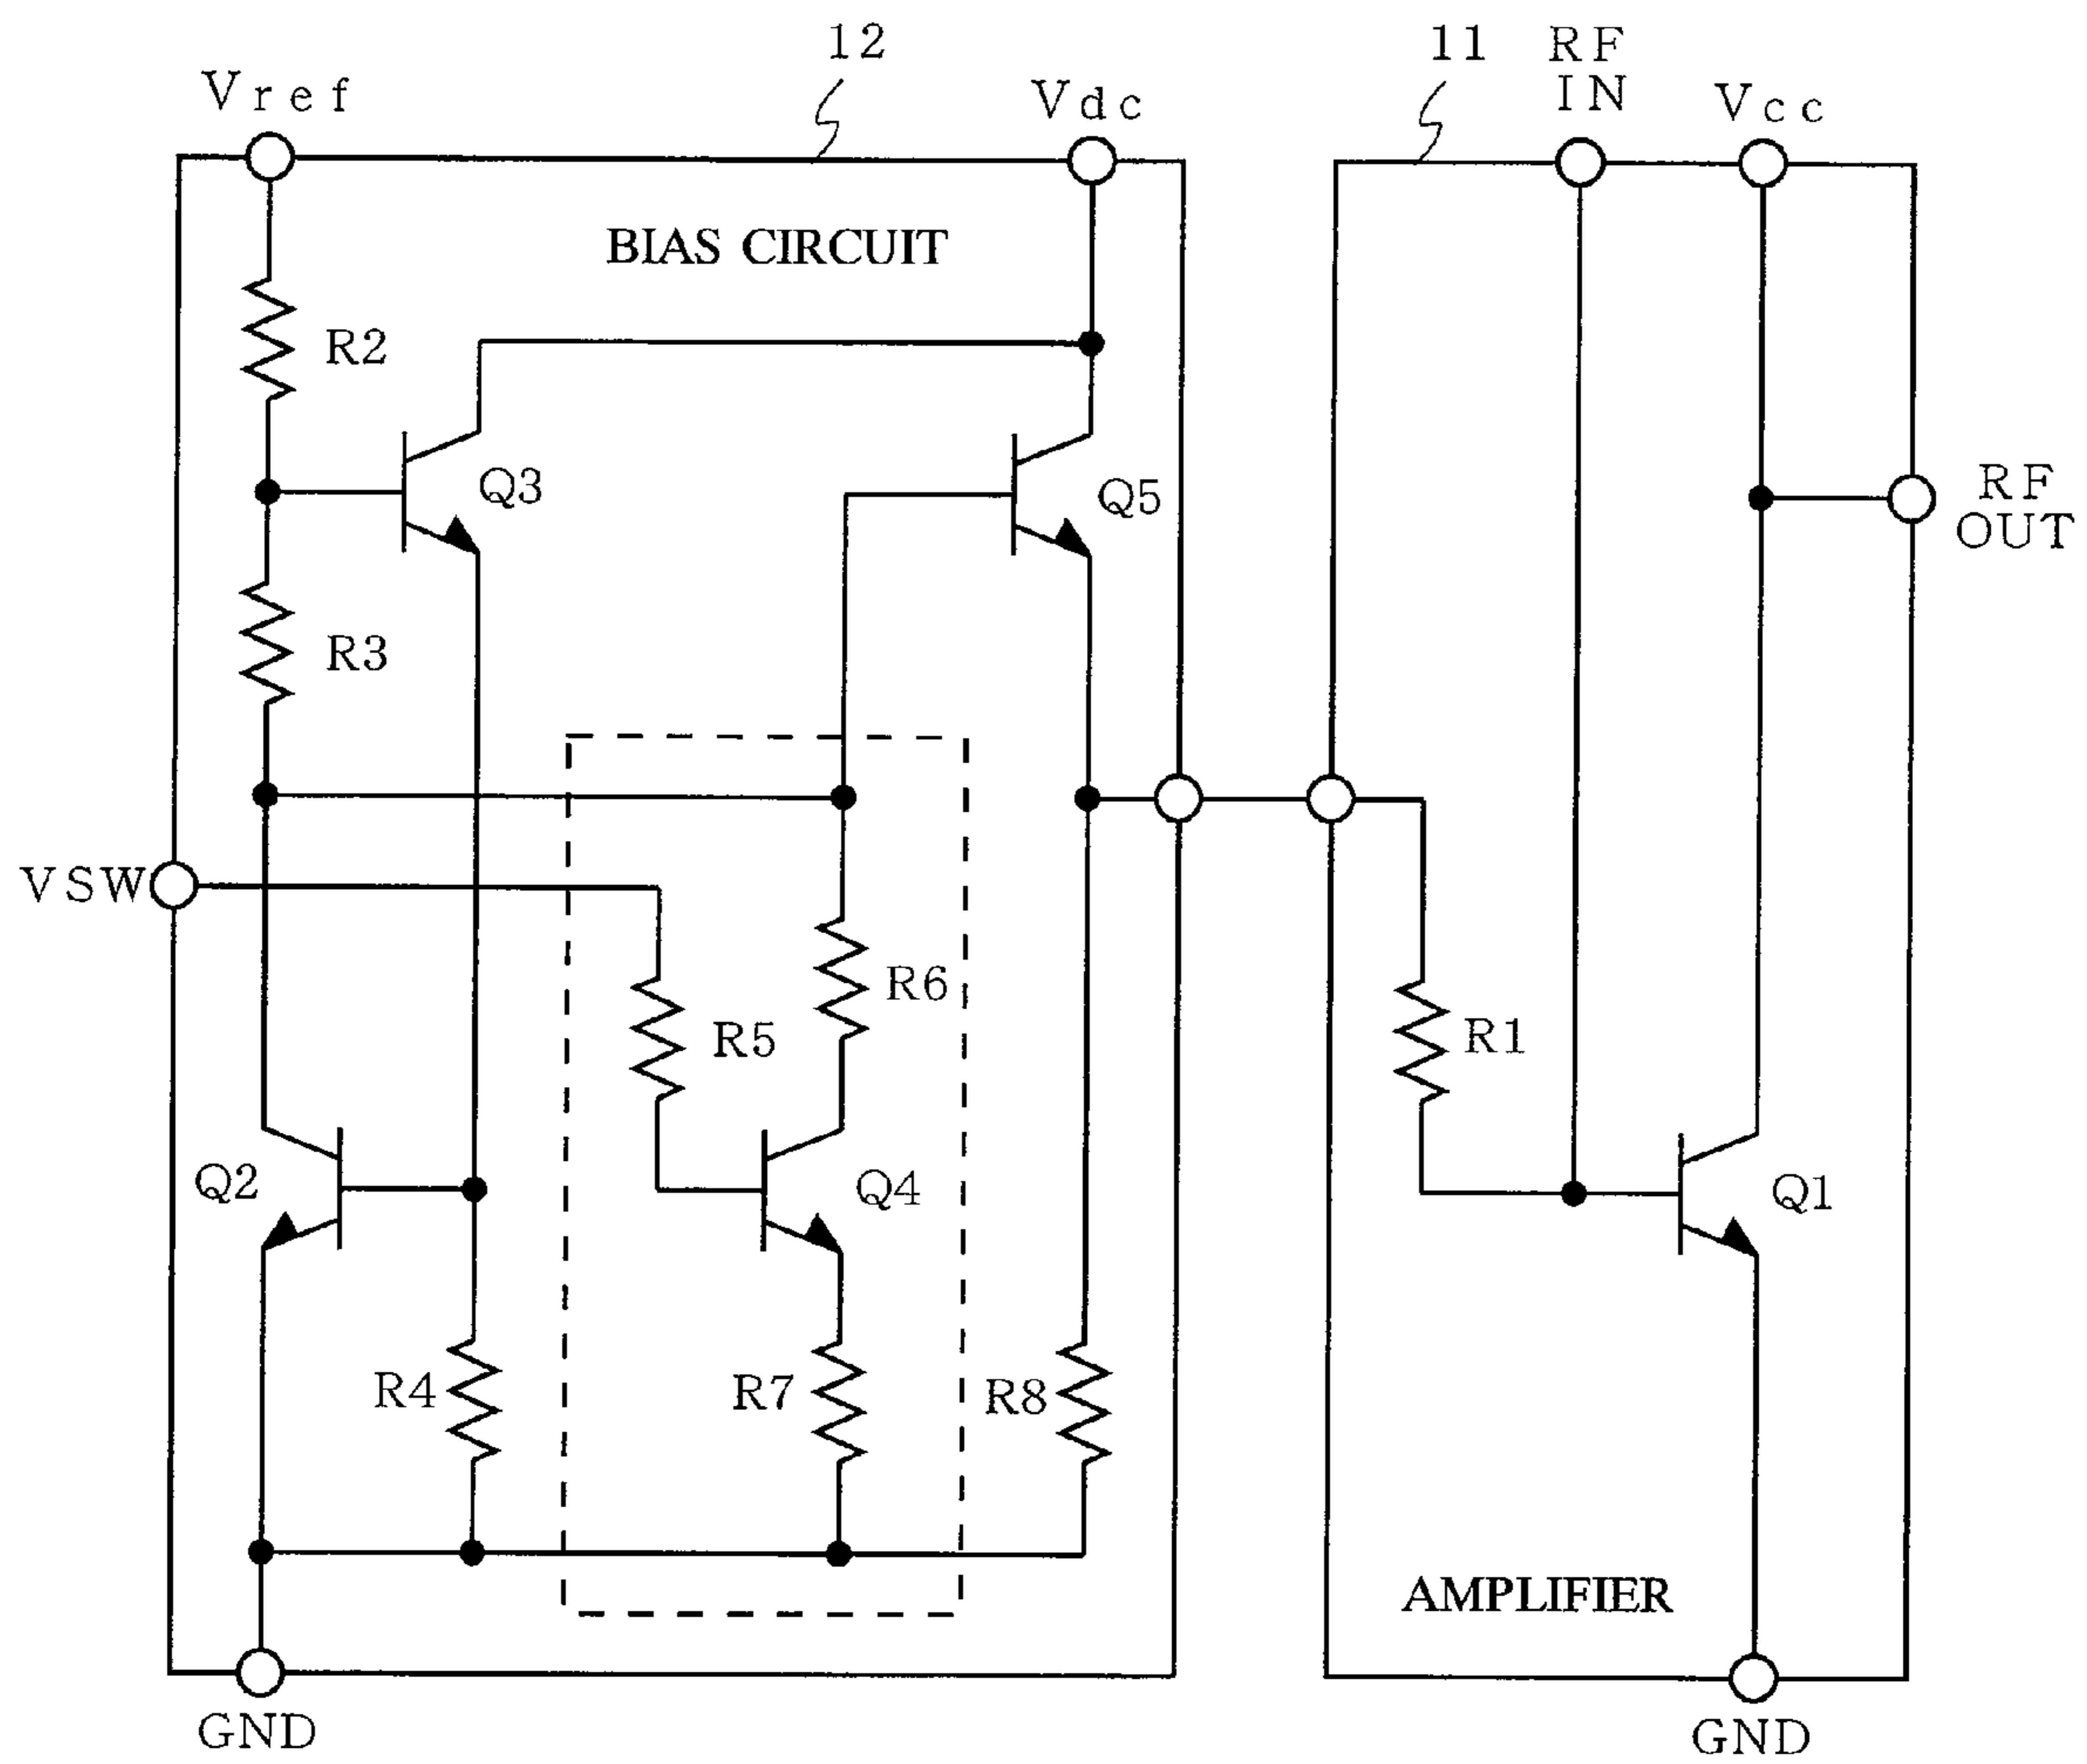 12
11
RF
IN
Vref
Vdc
Vcc
BIAS CIRCUIT
R2
Q3
Q5
RF
OUT
R3
VSW
R6
R5
R1
Q2
Q4
Q1
R4
R7
R8
AMPLIFIER
GND
GND